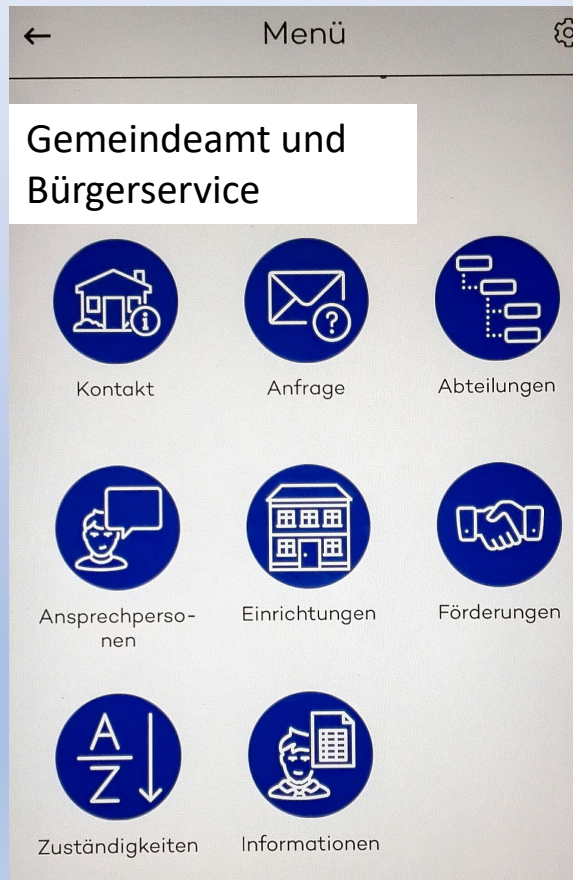 Menü
Gemeindeamt und
Bürgerservice
Kontakt
Anfrage
Abteilungen
Ansprechperso-
nen
Einrichtungen
Förderungen
A
Z
Zuständigkeiten
Informationen